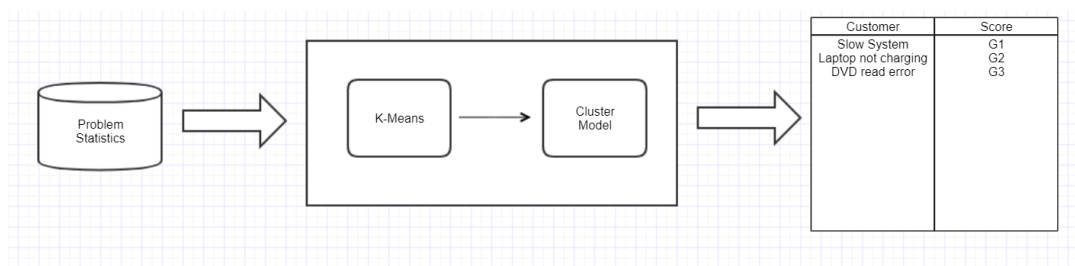 Problem
Statistics
K-Means
Cluster
Model
Customer Score
Slow System G1
Laptop not charging G2
DVD read error G3